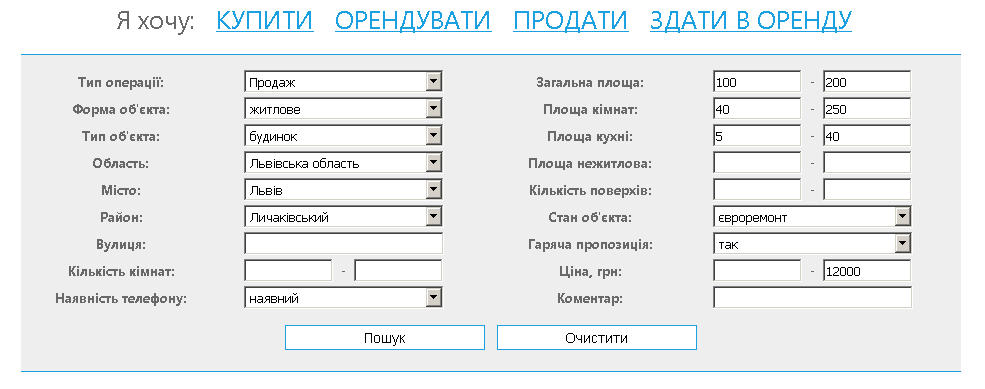 Я хочу: КУПИТИ ОРЕНДУВАТИ ПРОДАТИ ЗДАТИ В ОРЕНДУ
Тип операції: Продаж Загальна площа: 100 - 200
Форма об'єкта: житлове Площа кімнат: 40 - 250
Тип об'єкта: будинок Площа кухні: 5 - 40
Область: Львівська область Площа нежитлова: -
Місто: Львів Кількість поверхів: -
Район: Личаківський Стан об'єкта: євроремонт
Вулиця: Гаряча пропозиція: так
Кількість кімнат: - Ціна, грн: - 12000
Наявність телефону: наявний Коментар:
Пошук Очистити